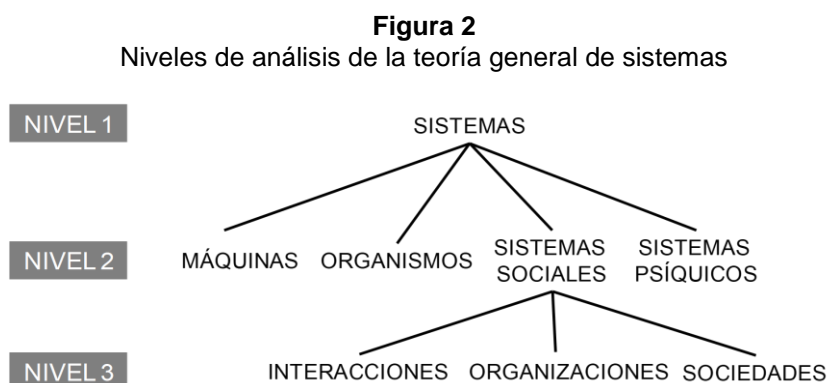 Figura 2
Niveles de análisis de la teoría general de sistemas
NIVEL 1
SISTEMAS
NIVEL 2
MÁQUINAS
ORGANISMOS
SISTEMAS
SOCIALES
SISTEMAS
PSÍQUICOS
NIVEL 3
INTERACCIONES
ORGANIZACIONES
SOCIEDADES